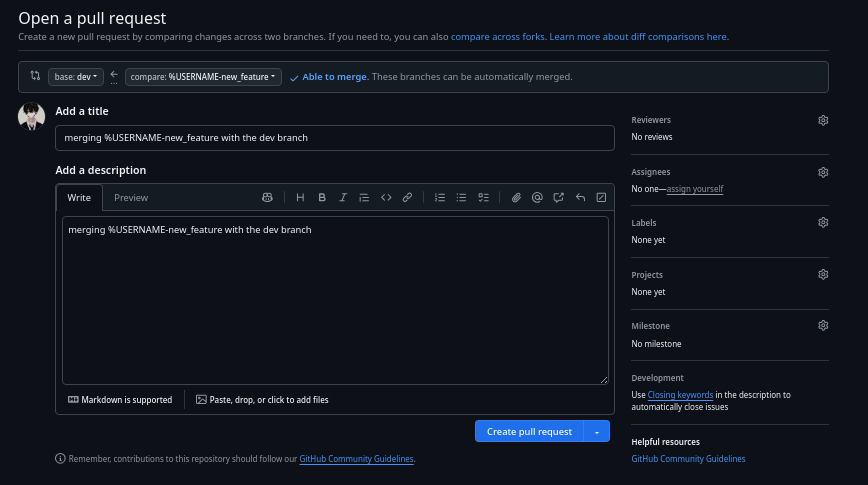 Open a pull request
Create a new pull request by comparing changes across two branches. If you need to, you can also compare across forks. Learn more about diff comparisons here.
base: dev
compare: %USERNAME-new_feature
Able to merge. These branches can be automatically merged.
Add a title
merging %USERNAME-new_feature with the dev branch
Add a description
Write
Preview
merging %USERNAME-new_feature with the dev branch
Markdown is supported
Paste, drop, or click to add files
Create pull request
Remember, contributions to this repository should follow our GitHub Community Guidelines.
Reviewers
No reviews
Assignees
No one—assign yourself
Labels
None yet
Projects
None yet
Milestone
No milestone
Development
Use Closing keywords in the description to
automatically close issues
Helpful resources
GitHub Community Guidelines